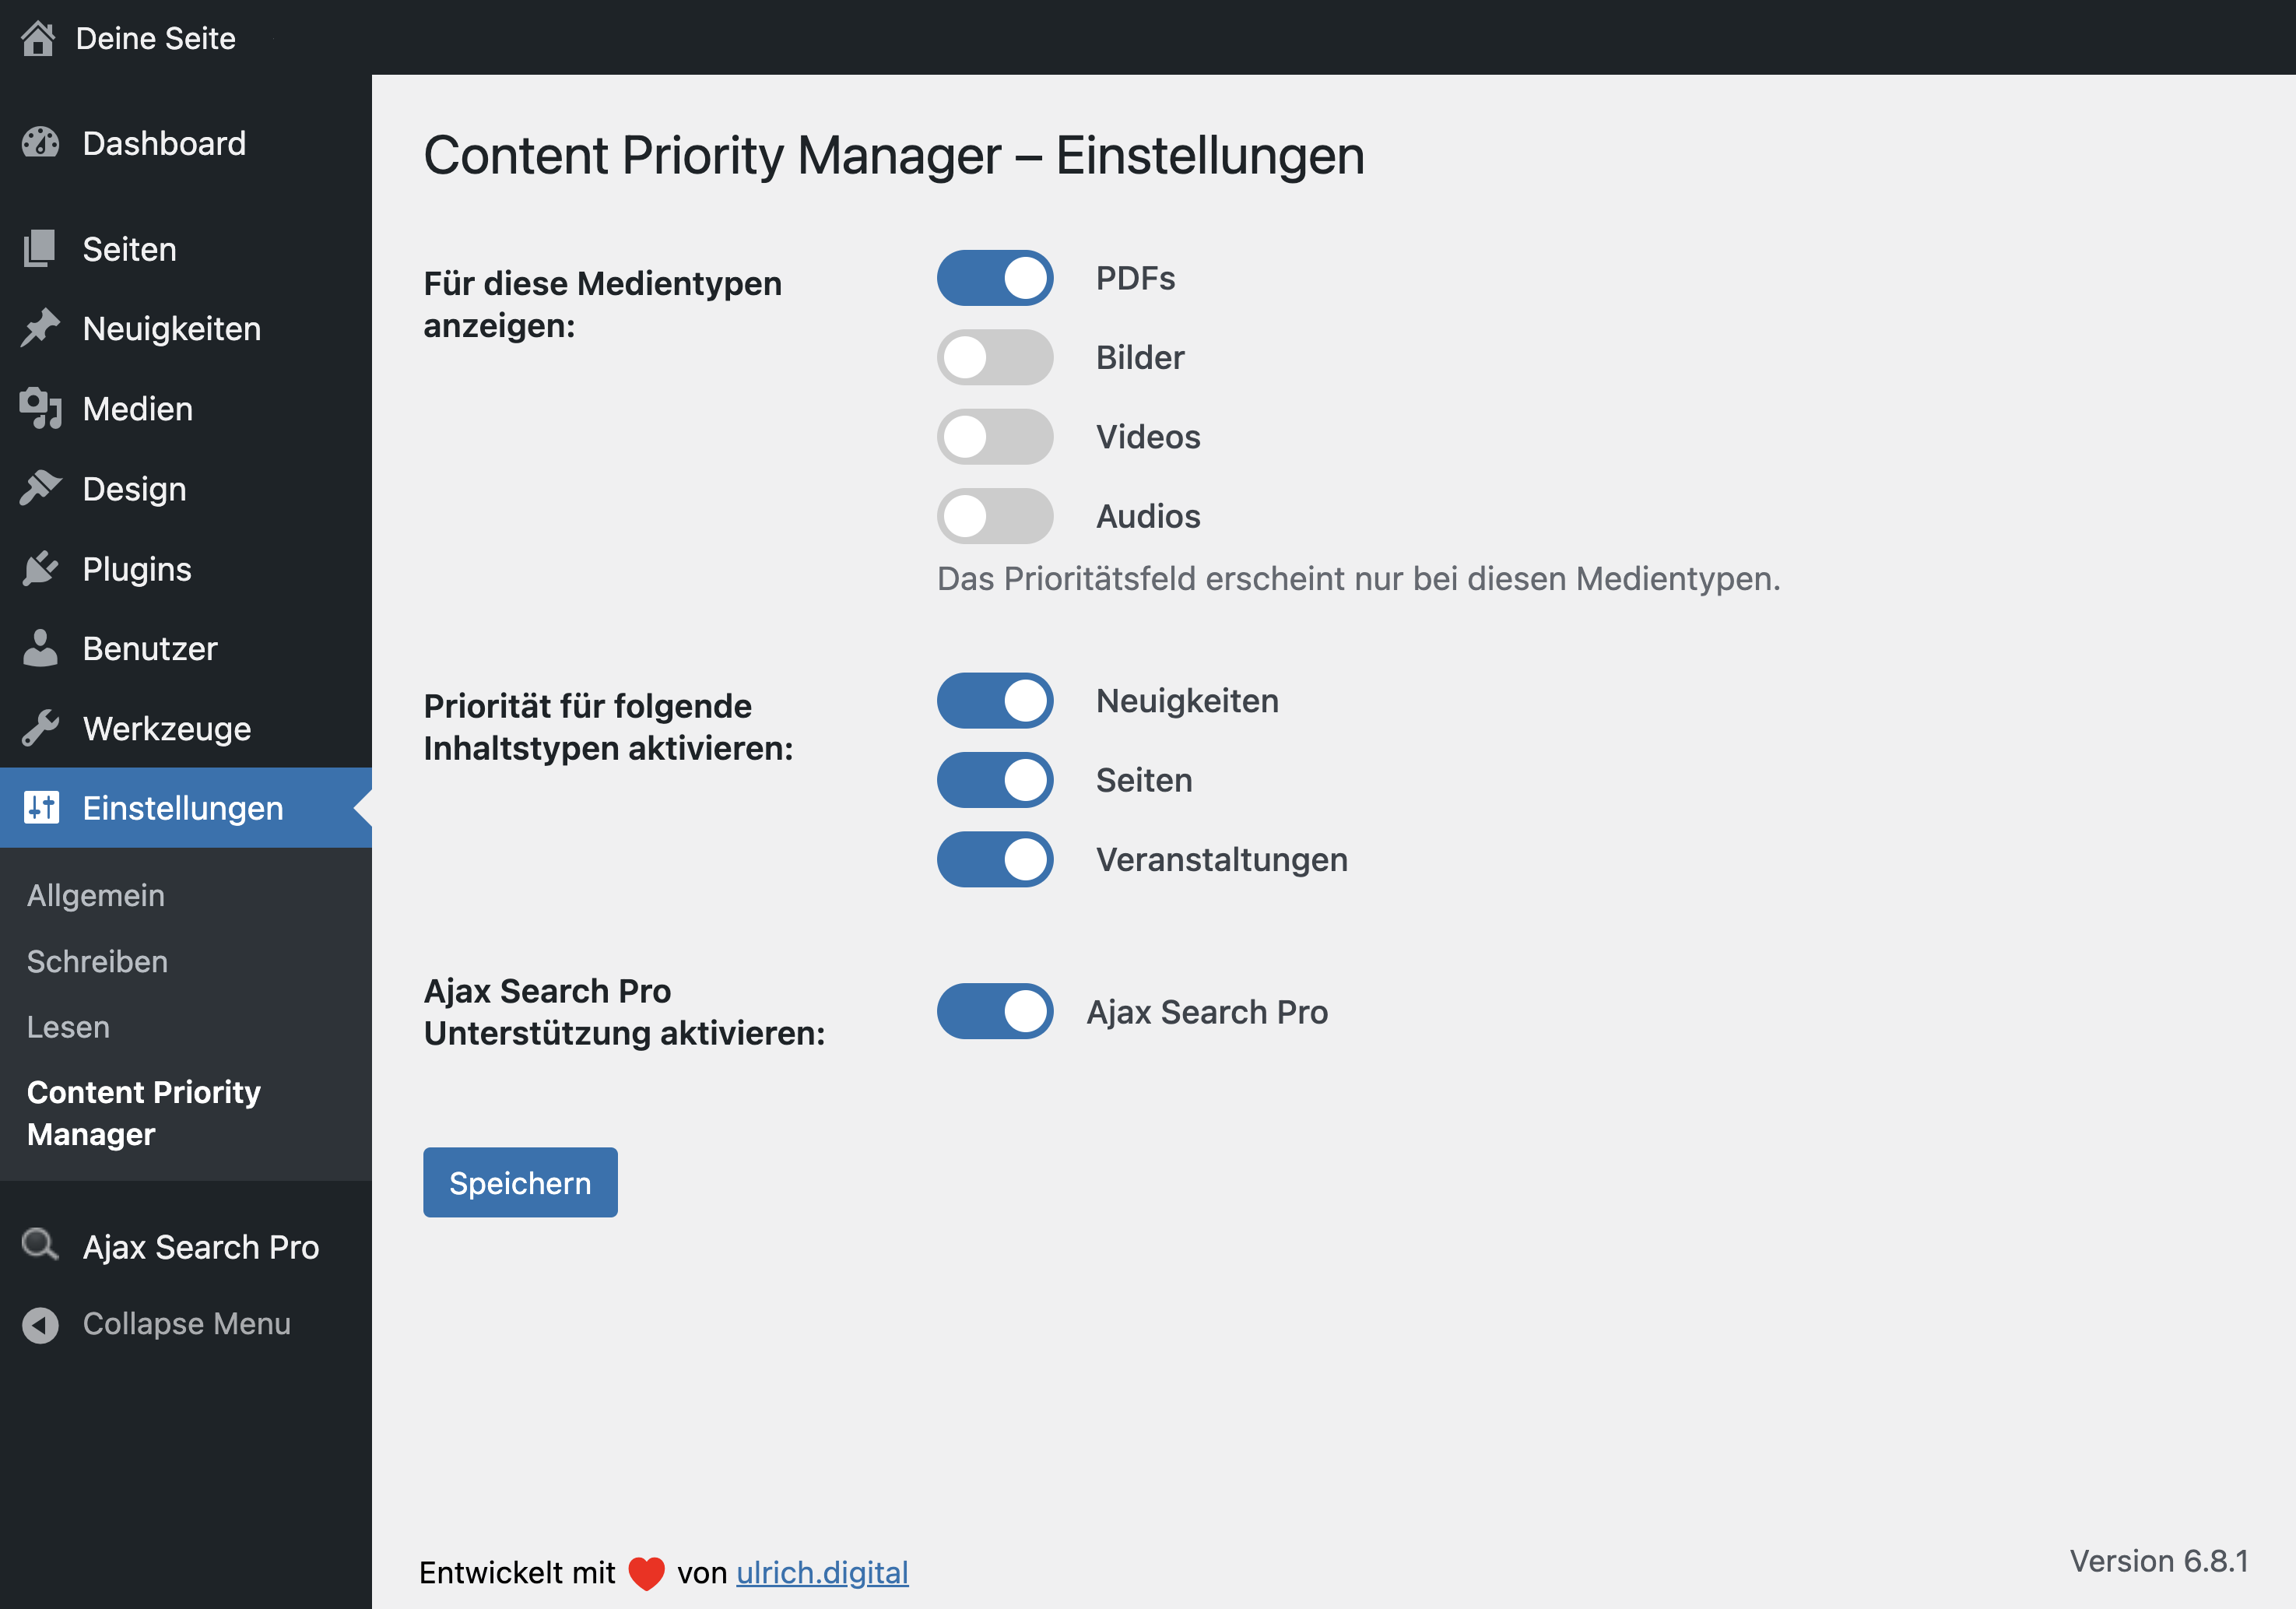 Deine Seite
Dashboard
Seiten
Neuigkeiten
Medien
Design
Plugins
Benutzer
Werkzeuge
Einstellungen
Allgemein
Schreiben
Lesen
Content Priority
Manager
Ajax Search Pro
Collapse Menu
Content Priority Manager – Einstellungen
Für diese Medientypen
anzeigen:
PDFs
Bilder
Videos
Audios
Das Prioritätsfeld erscheint nur bei diesen Medientypen.
Priorität für folgende
Inhaltstypen aktivieren:
Neuigkeiten
Seiten
Veranstaltungen
Ajax Search Pro
Unterstützung aktivieren:
Ajax Search Pro
Speichern
Entwickelt mit ❤️ von ulrich.digital
Version 6.8.1